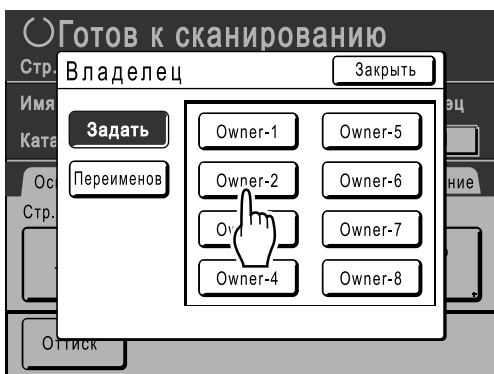 Готов к сканированию
Стр.
Владелец
Закрыть
Имя
Задать
Owner-1
Owner-5
Переименов
Owner-2
Owner-6
ние
Стр.
Owner-7
Owner-4
Owner-8
Оттиск